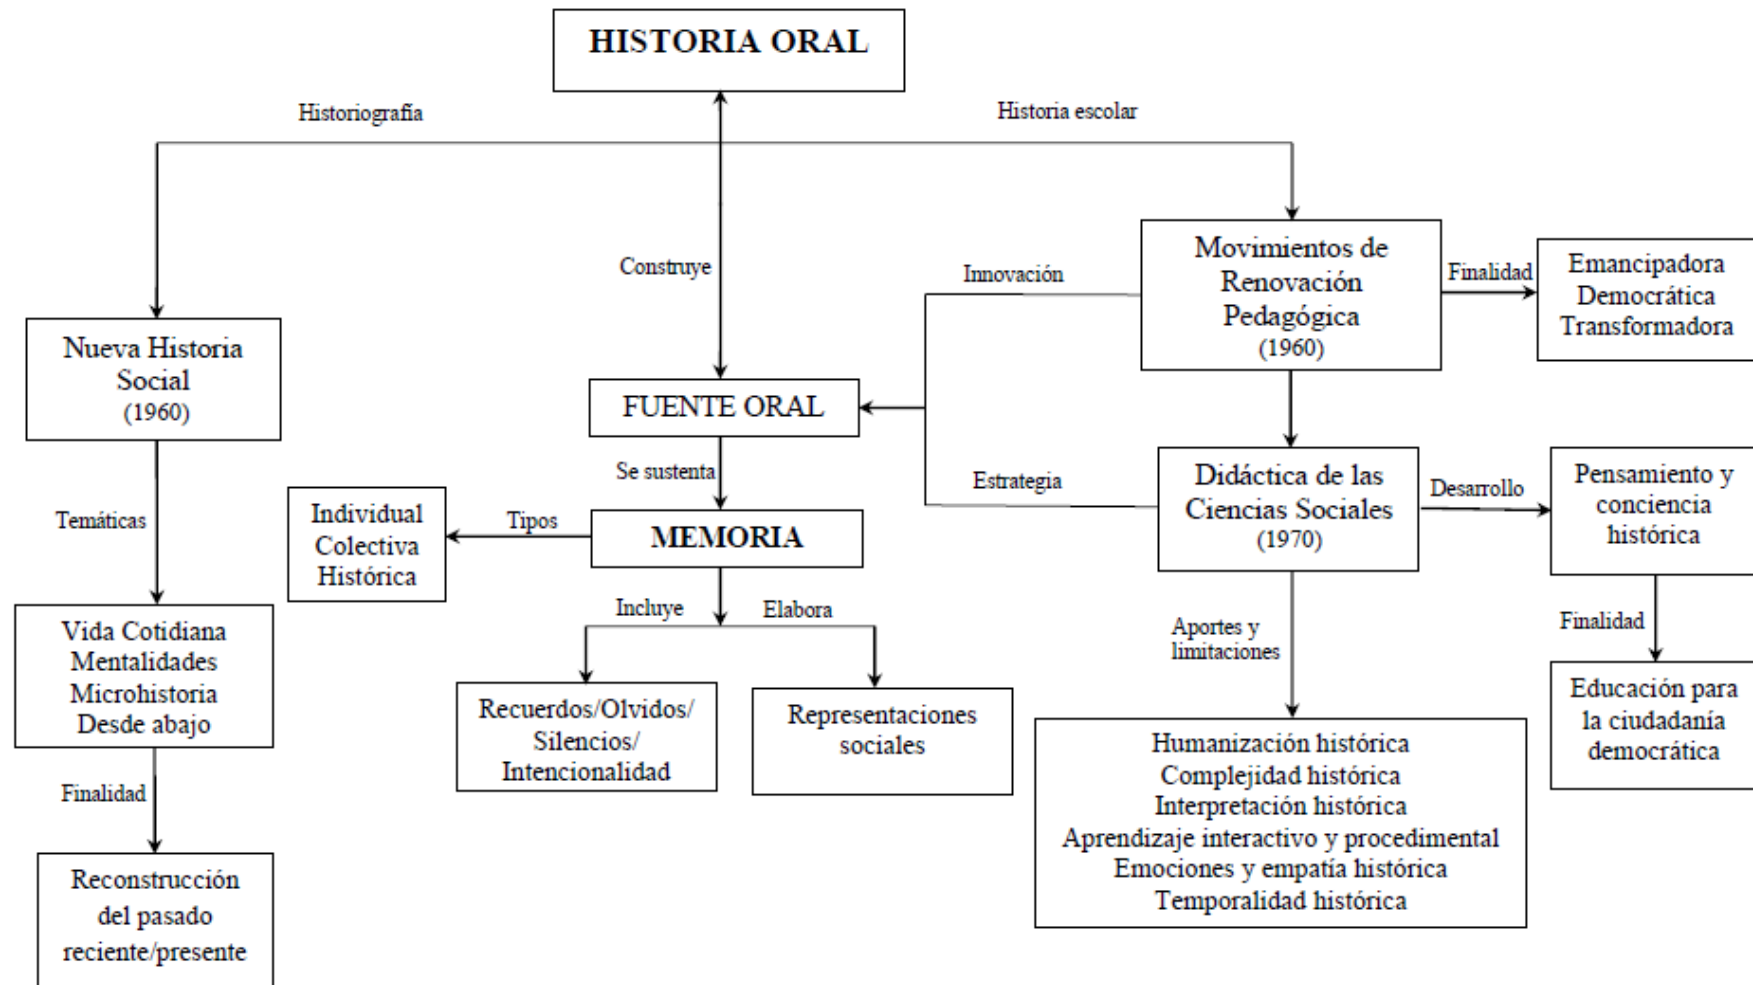 HISTORIA ORAL
Historiografía
Historia escolar
Construye
Innovación
Movimientos de
Renovación
Pedagógica
(1960)
Finalidad
Emancipadora
Democrática
Transformadora
Nueva Historia
Social
(1960)
FUENTE ORAL
Se sustenta
Estrategia
Didáctica de las
Ciencias Sociales
(1970)
Desarrollo
Pensamiento y
conciencia
histórica
Temáticas
Individual
Colectiva
Histórica
Tipos
MEMORIA
Incluye
Elabora
Aportes y
limitaciones
Finalidad
Vida Cotidiana
Mentalidades
Microhistoria
Desde abajo
Recuerdos/Olvidos/
Silencios/
Intencionalidad
Representaciones
sociales
Educación para
la ciudadanía
democrática
Humanización histórica
Complejidad histórica
Interpretación histórica
Aprendizaje interactivo y procedimental
Emociones y empatía histórica
Temporalidad histórica
Finalidad
Reconstrucción
del pasado
reciente/presente